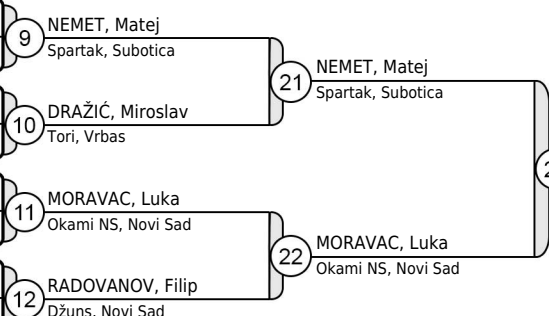 9
NEMET, Matej
Spartak, Subotica
10
DRAŽIĆ, Miroslav
Tori, Vrbas
21
NEMET, Matej
Spartak, Subotica
11
MORAVAC, Luka
Okami NS, Novi Sad
12
RADOVANOV, Filip
Džuns, Novi Sad
22
MORAVAC, Luka
Okami NS, Novi Sad